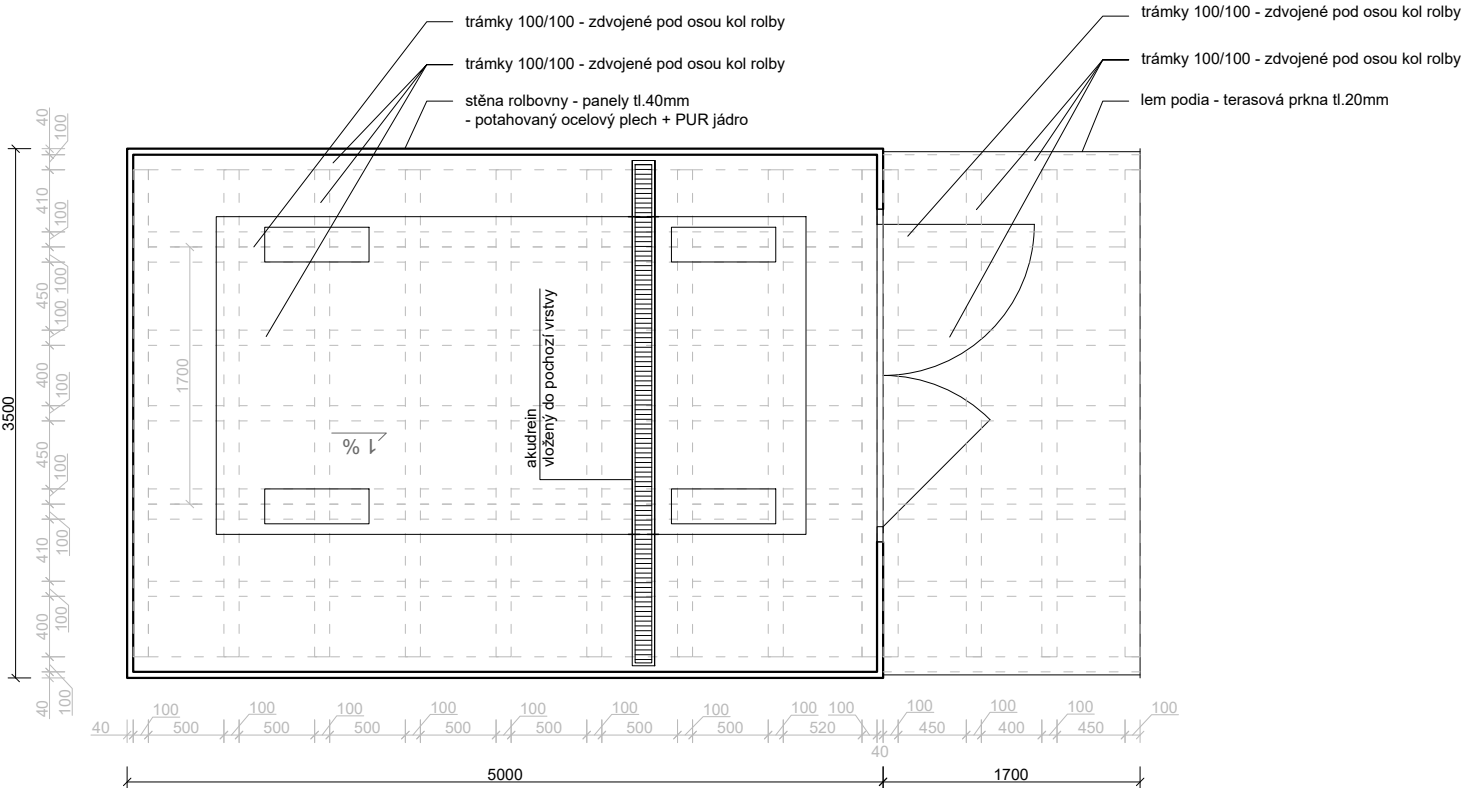 trámky 100/100 - zdvojené pod osou kol rolby
trámky 100/100 - zdvojené pod osou kol rolby
stěna rolbovny - panely tl.40mm
- potahovaný ocelový plech + PUR jádro
trámky 100/100 - zdvojené pod osou kol rolby
trámky 100/100 - zdvojené pod osou kol rolby
lem podia - terasová prkna tl.20mm
40
100
410
100
100
450
100
400
100
450
100
410
100
400
100
40
100
3500
1700
1 %
akudrein
vložený do pochozí vrstvy
100 100 100 100 100 100 100 100 100 100 100 100 100
40 500 500 500 500 500 500 500 520 450 400 450
40
5000 1700